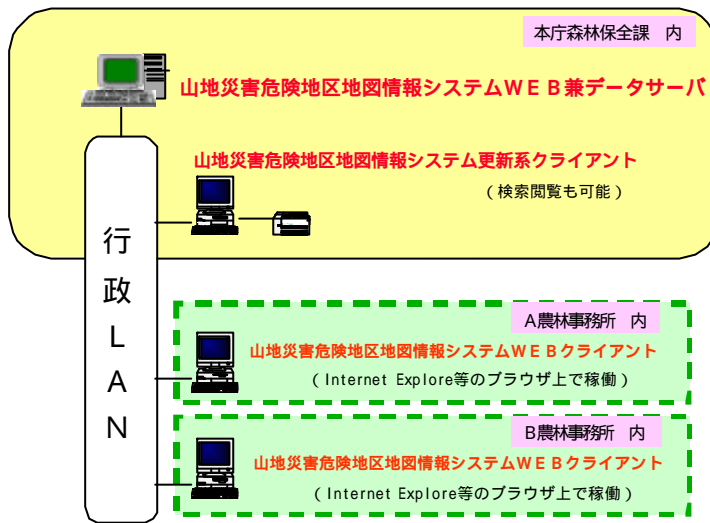 本庁森林保全課 内
山地災害危険地区地図情報システムWEB兼データサーバ
山地災害危険地区地図情報システム更新系クライアント
(検索閲覧も可能)
行政LAN
A農林事務所 内
山地災害危険地区地図情報システムWEBクライアント
(Internet Explore等のブラウザ上で稼働)
B農林事務所 内
山地災害危険地区地図情報システムWEBクライアント
(Internet Explore等のブラウザ上で稼働)